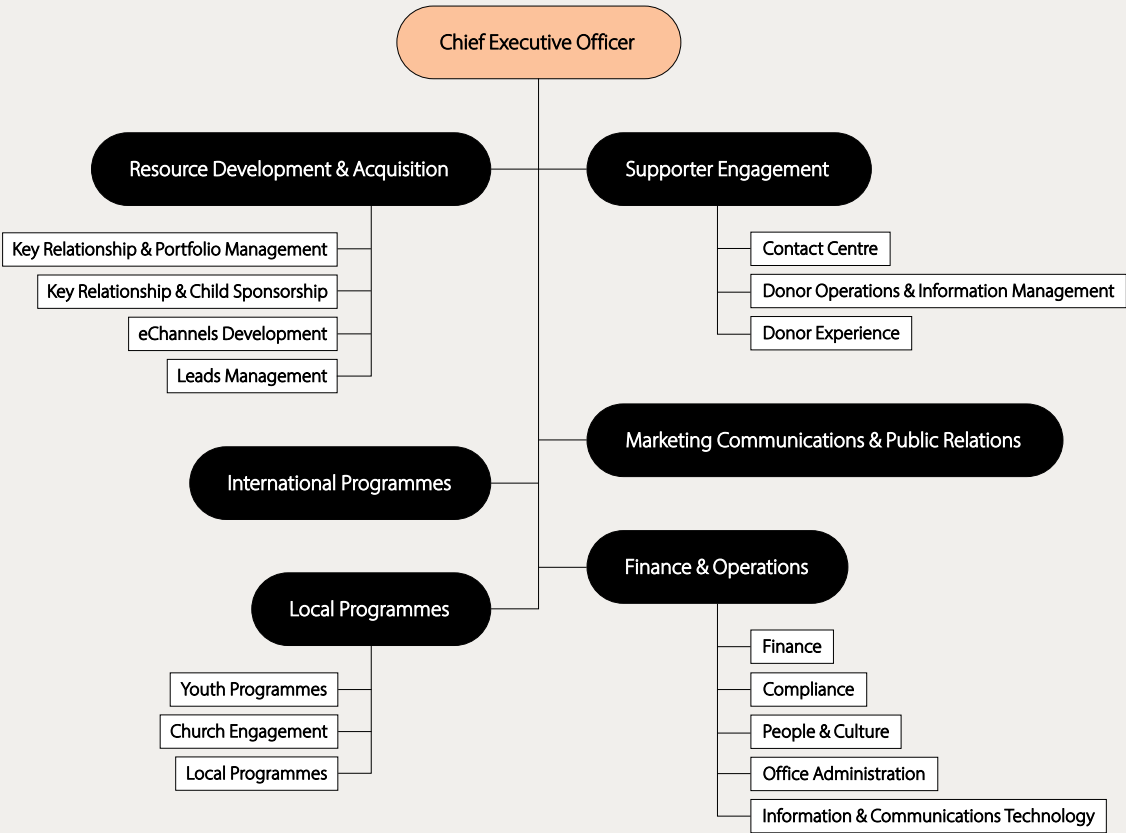 Chief Executive Officer
Resource Development & Acquisition
Key Relationship & Portfolio Management
Key Relationship & Child Sponsorship
eChannels Development
Leads Management
Supporter Engagement
Contact Centre
Donor Operations & Information Management
Donor Experience
Marketing Communications & Public Relations
International Programmes
Finance & Operations
Finance
Compliance
People & Culture
Office Administration
Information & Communications Technology
Local Programmes
Youth Programmes
Church Engagement
Local Programmes